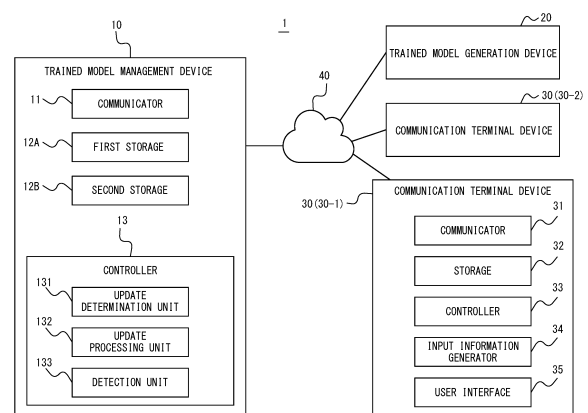 10
1
20
TRAINED MODEL MANAGEMENT DEVICE
11
COMMUNICATOR
12A
FIRST STORAGE
12B
SECOND STORAGE
13
CONTROLLER
131
UPDATE
DETERMINATION UNIT
132
UPDATE
PROCESSING UNIT
133
DETECTION UNIT
40
TRAINED MODEL GENERATION DEVICE
30(30-2)
COMMUNICATION TERMINAL DEVICE
30(30-1)
COMMUNICATION TERMINAL DEVICE
31
COMMUNICATOR
32
STORAGE
33
CONTROLLER
34
INPUT INFORMATION
GENERATOR
35
USER INTERFACE